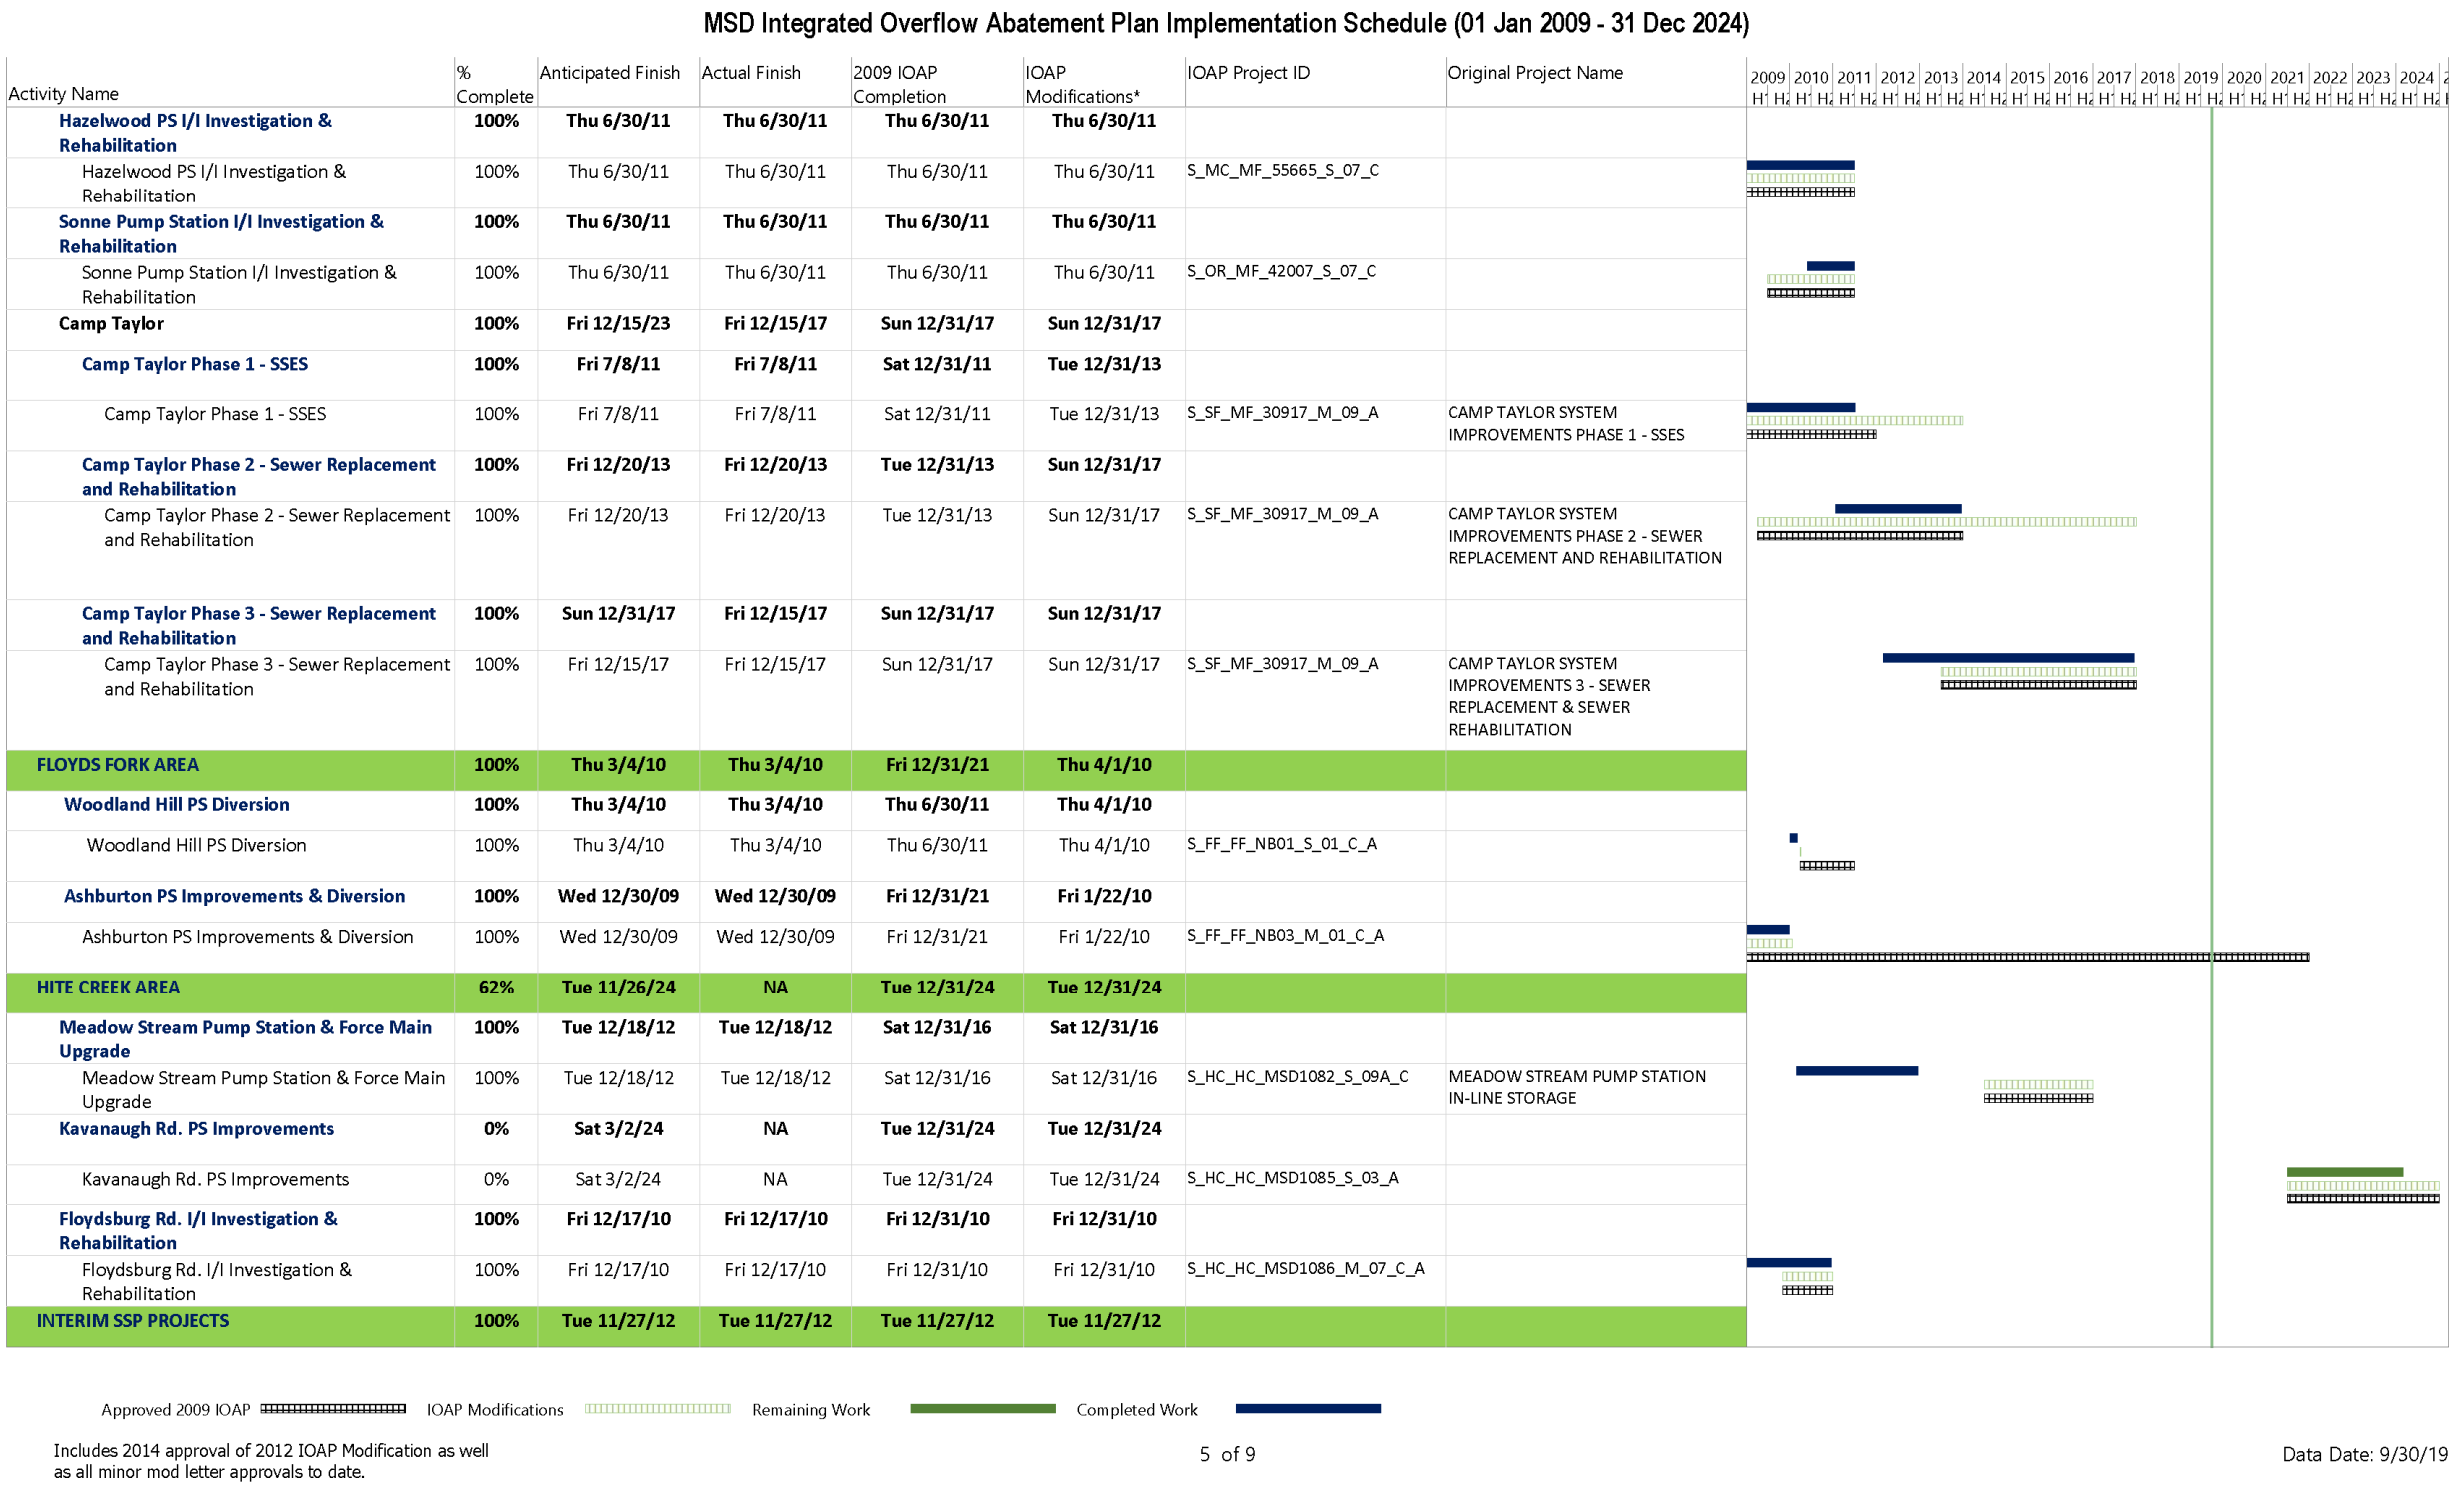 MSD Integrated Overflow Abatement Plan Implementation Schedule (01 Jan 2009 - 31 Dec 2024)
Activity Name % Complete Anticipated Finish Actual Finish 2009 IOAP Completion IOAP Modifications* IOAP Project ID Original Project Name
2009 2010 2011 2012 2013 2014 2015 2016 2017 2018 2019 2020 2021 2022 2023 2024
Hazelwood PS I/I Investigation & 100% Thu 6/30/11 Thu 6/30/11 Thu 6/30/11 Thu 6/30/11
Rehabilitation
Hazelwood PS I/I Investigation & 100% Thu 6/30/11 Thu 6/30/11 Thu 6/30/11 Thu 6/30/11 S_MC_MF_55665_S_07_C
Rehabilitation
Sonne Pump Station I/I Investigation & 100% Thu 6/30/11 Thu 6/30/11 Thu 6/30/11 Thu 6/30/11
Rehabilitation
Sonne Pump Station I/I Investigation & 100% Thu 6/30/11 Thu 6/30/11 Thu 6/30/11 Thu 6/30/11 S_OR_MF_42007_S_07_C
Rehabilitation
Camp Taylor 100% Fri 12/15/23 Fri 12/15/17 Sun 12/31/17 Sun 12/31/17
Camp Taylor Phase 1 - SSES 100% Fri 7/8/11 Fri 7/8/11 Sat 12/31/11 Tue 12/31/13
Camp Taylor Phase 1 - SSES 100% Fri 7/8/11 Fri 7/8/11 Sat 12/31/11 Tue 12/31/13 S_SF_MF_30917_M_09_A CAMP TAYLOR SYSTEM
IMPROVEMENTS PHASE 1 - SSES
Camp Taylor Phase 2 - Sewer Replacement 100% Fri 12/20/13 Fri 12/20/13 Tue 12/31/13 Sun 12/31/17
and Rehabilitation
Camp Taylor Phase 2 - Sewer Replacement 100% Fri 12/20/13 Fri 12/20/13 Tue 12/31/13 Sun 12/31/17 S_SF_MF_30917_M_09_A CAMP TAYLOR SYSTEM
and Rehabilitation IMPROVEMENTS PHASE 2 - SEWER
REPLACEMENT AND REHABILITATION
Camp Taylor Phase 3 - Sewer Replacement 100% Sun 12/31/17 Fri 12/15/17 Sun 12/31/17 Sun 12/31/17
and Rehabilitation
Camp Taylor Phase 3 - Sewer Replacement 100% Fri 12/15/17 Fri 12/15/17 Sun 12/31/17 Sun 12/31/17 S_SF_MF_30917_M_09_A CAMP TAYLOR SYSTEM
and Rehabilitation IMPROVEMENTS 3 - SEWER
REPLACEMENT & SEWER
REHABILITATION
FLOYDS FORK AREA 100% Thu 3/4/10 Thu 3/4/10 Fri 12/31/21 Thu 4/1/10
Woodland Hill PS Diversion 100% Thu 3/4/10 Thu 3/4/10 Thu 6/30/11 Thu 4/1/10
Woodland Hill PS Diversion 100% Thu 3/4/10 Thu 3/4/10 Thu 6/30/11 Thu 4/1/10 S_FF_FF_NB01_S_01_C_A
Ashburton PS Improvements & Diversion 100% Wed 12/30/09 Wed 12/30/09 Fri 12/31/21 Fri 1/22/10
Ashburton PS Improvements & Diversion 100% Wed 12/30/09 Wed 12/30/09 Fri 12/31/21 Fri 1/22/10 S_FF_FF_NB03_M_01_C_A
HITE CREEK AREA 62% Tue 11/26/24 NA Tue 12/31/24 Tue 12/31/24
Meadow Stream Pump Station & Force Main 100% Tue 12/18/12 Tue 12/18/12 Sat 12/31/16 Sat 12/31/16
Upgrade
Meadow Stream Pump Station & Force Main 100% Tue 12/18/12 Tue 12/18/12 Sat 12/31/16 Sat 12/31/16 S_HC_HC_MSD1082_S_09A_C MEADOW STREAM PUMP STATION
Upgrade IN-LINE STORAGE
Kavanaugh Rd. PS Improvements 0% Sat 3/2/24 NA Tue 12/31/24 Tue 12/31/24
Kavanaugh Rd. PS Improvements 0% Sat 3/2/24 NA Tue 12/31/24 Tue 12/31/24 S_HC_HC_MSD1085_S_03_A
Floydsburg Rd. I/I Investigation & 100% Fri 12/17/10 Fri 12/17/10 Fri 12/31/10 Fri 12/31/10
Rehabilitation
Floydsburg Rd. I/I Investigation & 100% Fri 12/17/10 Fri 12/17/10 Fri 12/31/10 Fri 12/31/10 S_HC_HC_MSD1086_M_07_C_A
Rehabilitation
INTERIM SSP PROJECTS 100% Tue 11/27/12 Tue 11/27/12 Tue 11/27/12 Tue 11/27/12
Approved 2009 IOAP IOAP Modifications Remaining Work Completed Work
Includes 2014 approval of 2012 IOAP Modification as well
as all minor mod letter approvals to date.
5 of 9
Data Date: 9/30/19